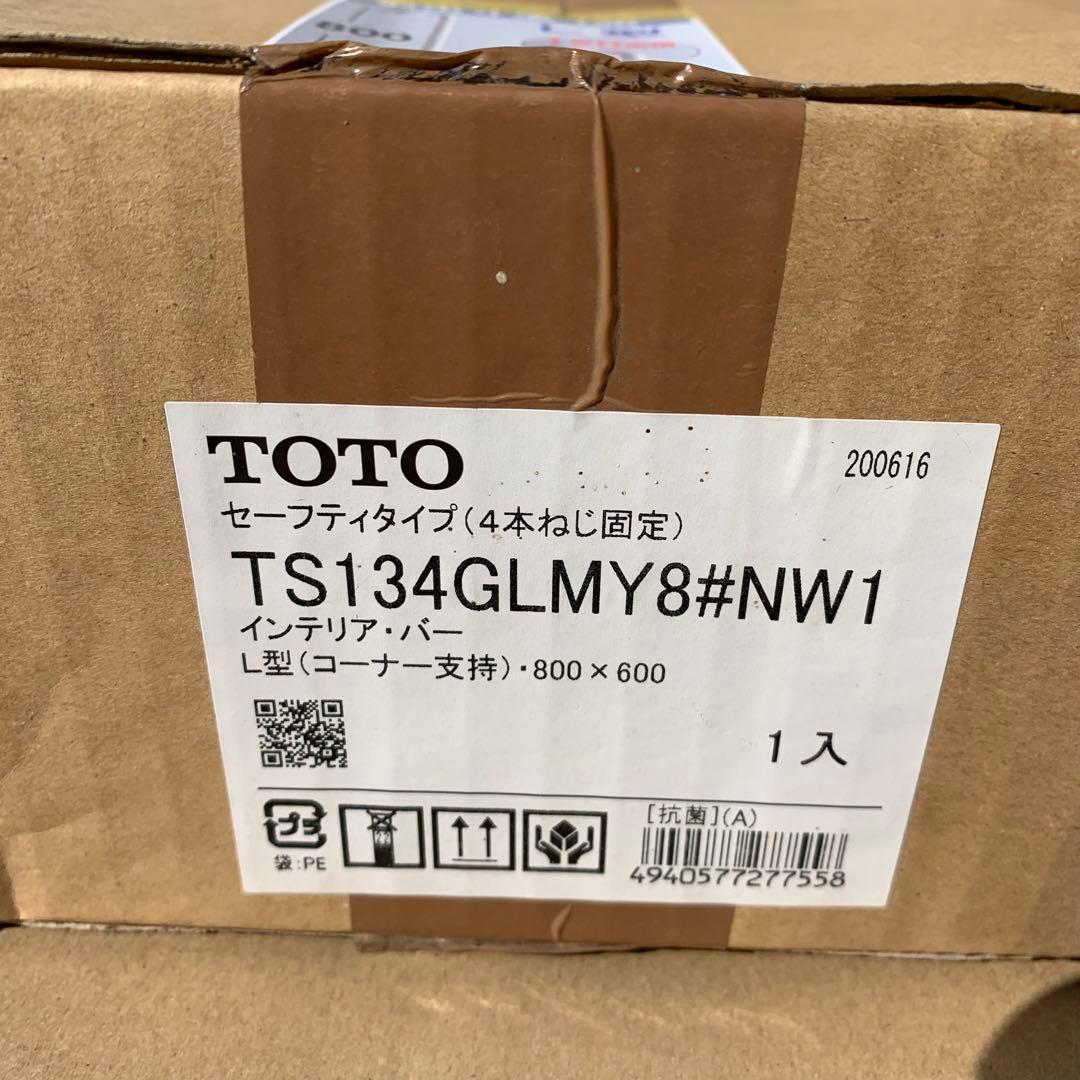 800
TOTO
200616
セーフティタイプ(4本ねじ固定)
TS134GLMY8#NW1
インテリア・バー
L型(コーナー支持)・800×600
1入
プラ
袋:PE
22
[抗菌](A)
4940577277558